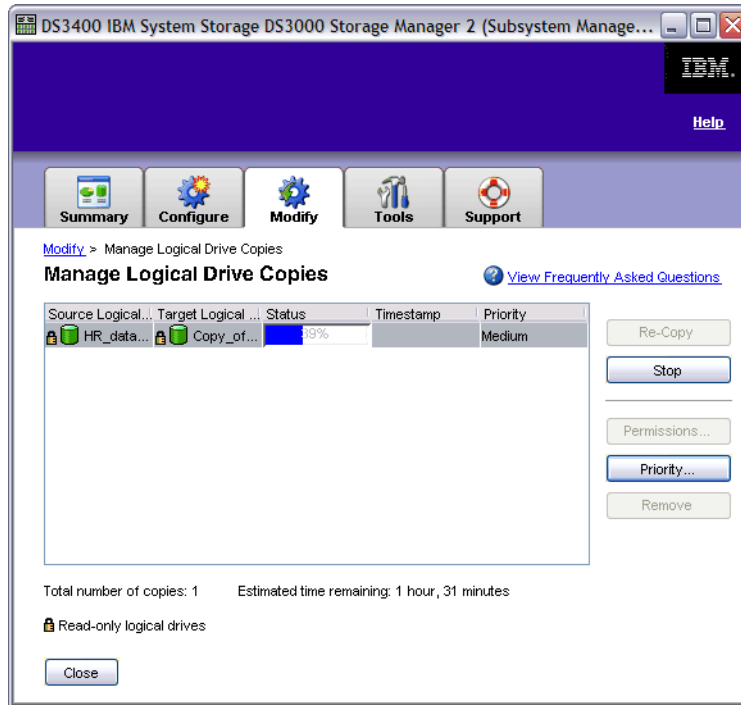 DS3400 IBM System Storage DS3000 Storage Manager 2 (Subsystem Manage...
IBM.
Help
Summary
Configure
Modify
Tools
Support
Modify > Manage Logical Drive Copies
Manage Logical Drive Copies
View Frequently Asked Questions
Source Logical... Target Logical ... Status Timestamp Priority
HR_data... Copy_of... 39% Medium
Re-Copy
Stop
Permissions...
Priority...
Remove
Total number of copies: 1 Estimated time remaining: 1 hour, 31 minutes
Read-only logical drives
Close